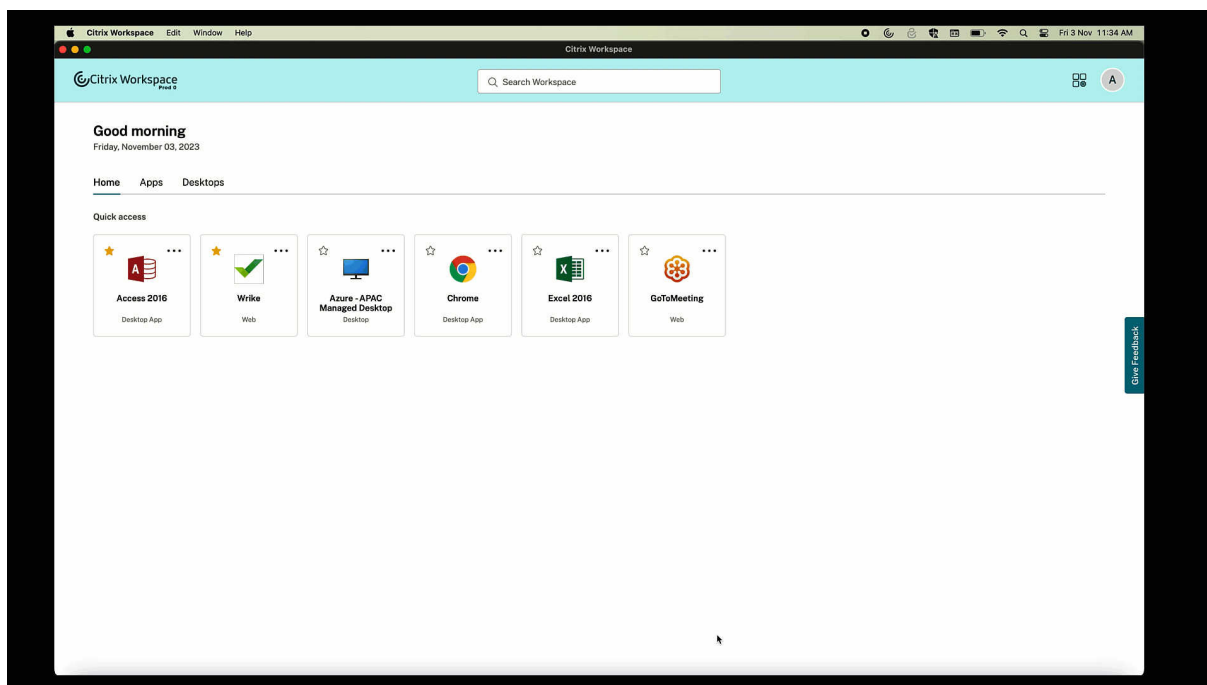 Citrix Workspace Edit Window Help Fri 3 Nov 11:34 AM
Citrix Workspace
Citrix Workspace
Prod 0
Search Workspace
A
Good morning
Friday, November 03, 2023
Home Apps Desktops
Quick access
Access 2016
Desktop App
Wrike
Web
Azure - APAC
Managed Desktop
Desktop
Chrome
Desktop App
Excel 2016
Desktop App
GoToMeeting
Web
Give Feedback